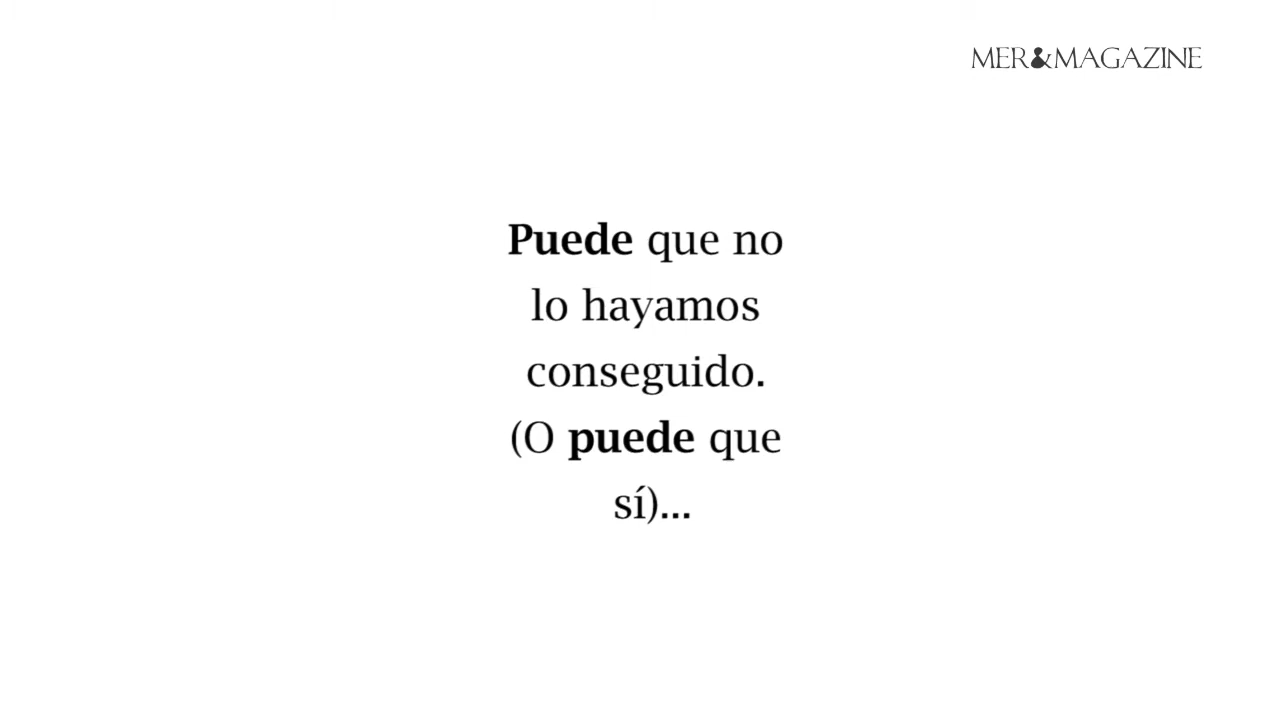 MER&MAGAZINE
Puede que no
lo hayamos
conseguido.
(O puede que
sí)...